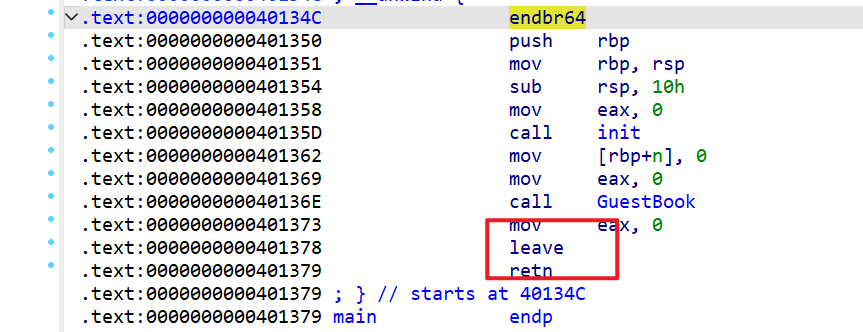 .text:000000000040134C endbr64
.text:0000000000401350 push rbp
.text:0000000000401351 mov rbp, rsp
.text:0000000000401354 sub rsp, 10h
.text:0000000000401358 mov eax, 0
.text:000000000040135D call init
.text:0000000000401362 mov [rbp+n], 0
.text:0000000000401369 mov eax, 0
.text:000000000040136E call GuestBook
.text:0000000000401373 mov eax, 0
.text:0000000000401378 leave
.text:0000000000401379 retn
.text:0000000000401379 ; } // starts at 40134C
.text:0000000000401379 main endp